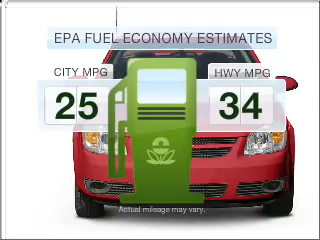 EPA FUEL ECONOMY ESTIMATES
CITY MPG
HWY MPG
25
34
Actual mileage may vary.